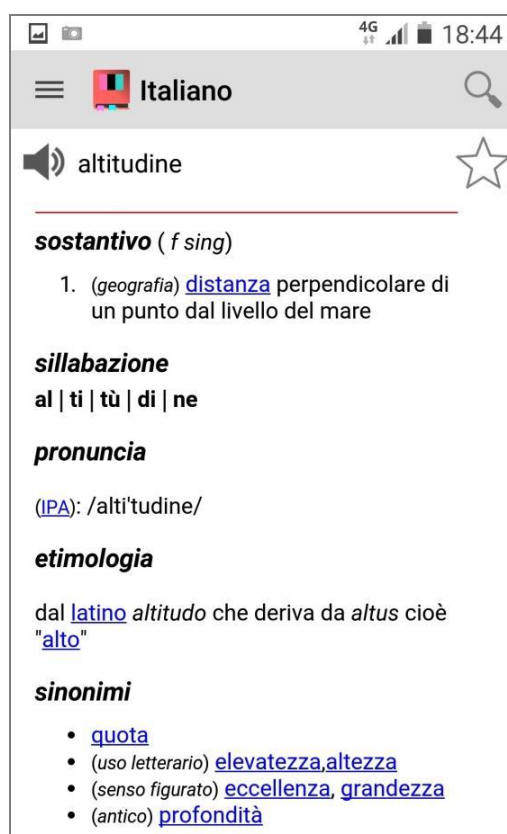 4G 18:44
Italiano
altitudine
sostantivo ( f sing)
1. (geografia) distanza perpendicolare di
un punto dal livello del mare
sillabazione
al | ti | tù | di | ne
pronuncia
(IPA): /alti'tudine/
etimologia
dal latino altitudo che deriva da altus cioè
"alto"
sinonimi
• quota
• (uso letterario) elevatezza,altezza
• (senso figurato) eccellenza, grandezza
• (antico) profondità